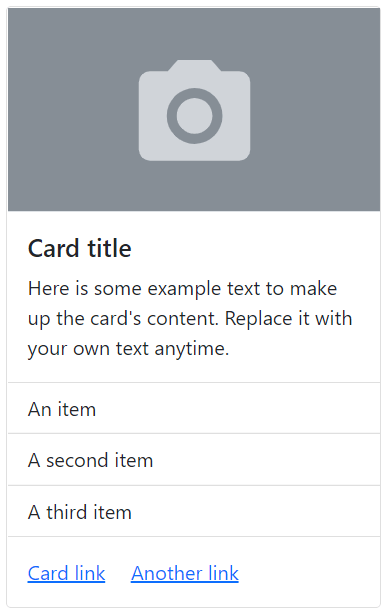 Card title
Here is some example text to make
up the card's content. Replace it with
your own text anytime.
An item
A second item
A third item
Card link Another link